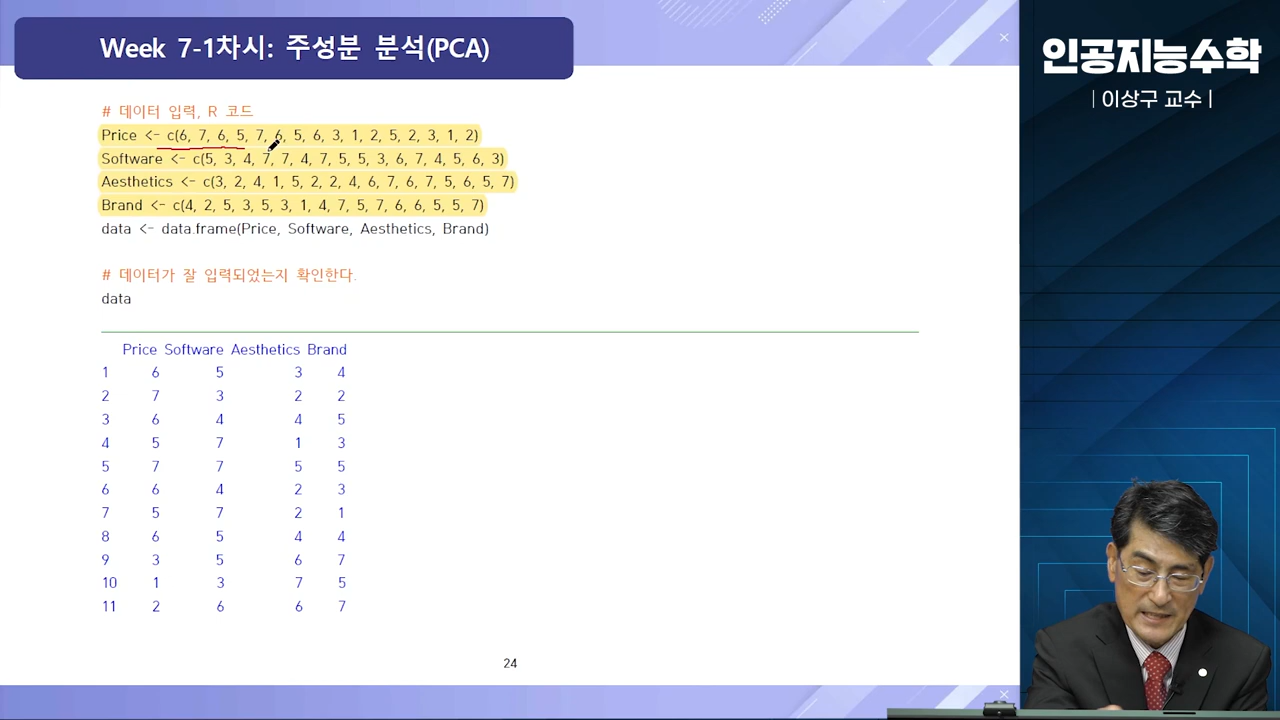 Week 7-1차시: 주성분 분석(PCA)
인공지능수학
| 이상구 교수 |
# 데이터 입력, R 코드
Price <- c(6, 7, 6, 5, 7, 6, 5, 6, 3, 1, 2, 5, 2, 3, 1, 2)
Software <- c(5, 3, 4, 7, 7, 4, 7, 5, 5, 3, 6, 7, 4, 5, 6, 3)
Aesthetics <- c(3, 2, 4, 1, 5, 2, 2, 4, 6, 7, 6, 7, 5, 6, 5, 7)
Brand <- c(4, 2, 5, 3, 5, 3, 1, 4, 7, 5, 7, 6, 6, 5, 5, 7)
data <- data.frame(Price, Software, Aesthetics, Brand)
# 데이터가 잘 입력되었는지 확인한다.
data
Price Software Aesthetics Brand
1 6 5 3 4
2 7 3 2 2
3 6 4 4 5
4 5 7 1 3
5 7 7 5 5
6 6 4 2 3
7 5 7 2 1
8 6 5 4 4
9 3 5 6 7
10 1 3 7 5
11 2 6 6 7
24